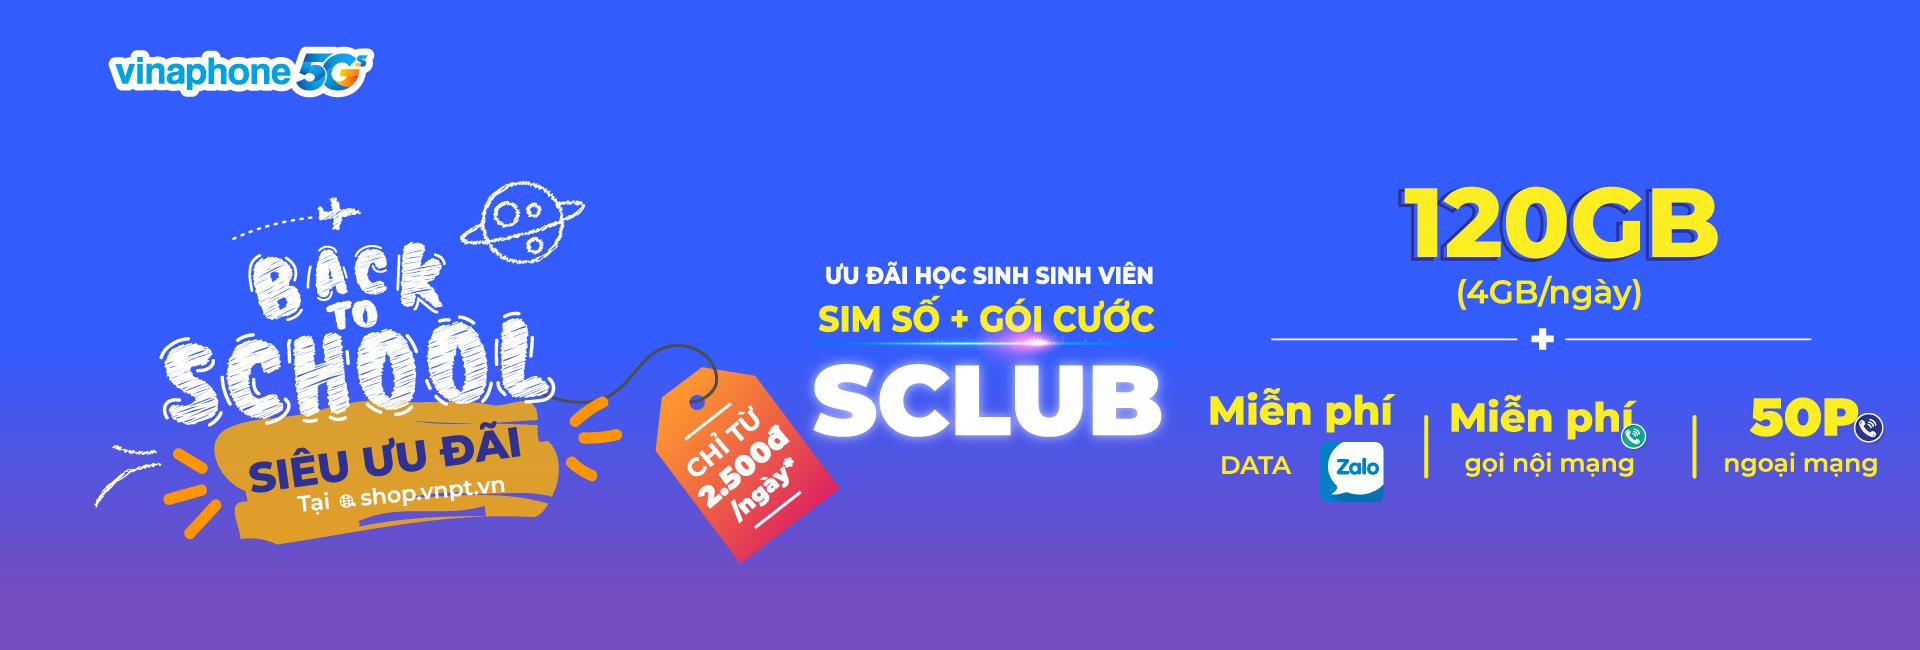 vinaphone 5Gs
BACK
TO
SCHOOL
SIÊU ƯU ĐÃI
Tại shop.vnpt.vn
CHỈ TỪ
2.500đ
/ngày*
ƯU ĐÃI HỌC SINH SINH VIÊN
SIM SỐ + GÓI CƯỚC
SCLUB
120GB
(4GB/ngày)
+
Miễn phí
DATA Zalo
Miễn phí
gọi nội mạng
50P
ngoại mạng